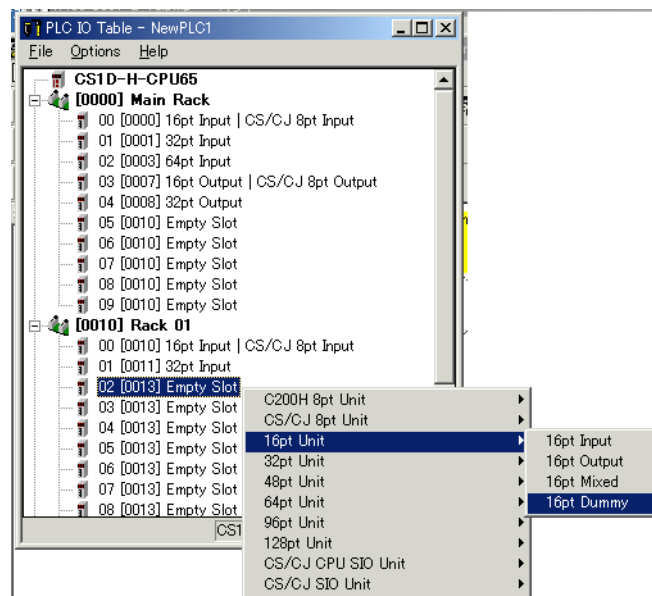 PLC IO Table - NewPLC1
File Options Help
CS1D-H-CPU65
[0000] Main Rack
00 [0000] 16pt Input | CS/CJ 8pt Input
01 [0001] 32pt Input
02 [0003] 64pt Input
03 [0007] 16pt Output | CS/CJ 8pt Output
04 [0008] 32pt Output
05 [0010] Empty Slot
06 [0010] Empty Slot
07 [0010] Empty Slot
08 [0010] Empty Slot
09 [0010] Empty Slot
[0010] Rack 01
00 [0010] 16pt Input | CS/CJ 8pt Input
01 [0011] 32pt Input
02 [0013] Empty Slot
03 [0013] Empty Slot
04 [0013] Empty Slot
05 [0013] Empty Slot
06 [0013] Empty Slot
07 [0013] Empty Slot
08 [0013] Empty Slot
CS1
C200H 8pt Unit
CS/CJ 8pt Unit
16pt Unit
32pt Unit
48pt Unit
64pt Unit
96pt Unit
128pt Unit
CS/CJ CPU SIO Unit
CS/CJ SIO Unit
16pt Input
16pt Output
16pt Mixed
16pt Dummy